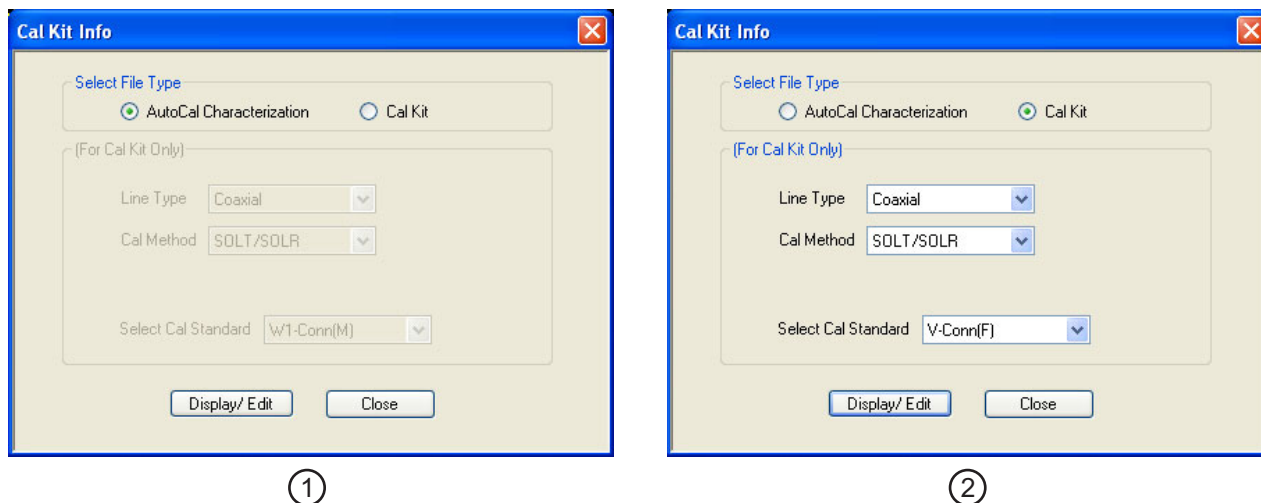 Cal Kit Info
Select File Type
AutoCal Characterization Cal Kit
(For Cal Kit Only)
Line Type Coaxial
Cal Method SOLT/SOLR
Select Cal Standard W1-Conn(M)
Display/ Edit Close
1
Cal Kit Info
Select File Type
AutoCal Characterization Cal Kit
(For Cal Kit Only)
Line Type Coaxial
Cal Method SOLT/SOLR
Select Cal Standard V-Conn(F)
Display/ Edit Close
2